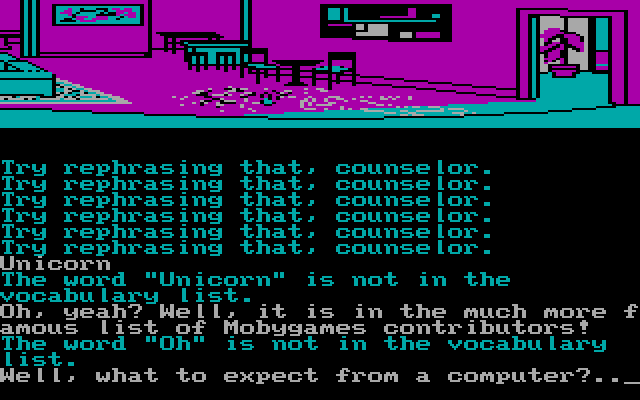 Try rephrasing that, counselor.
Try rephrasing that, counselor.
Try rephrasing that, counselor.
Try rephrasing that, counselor.
Try rephrasing that, counselor.
Try rephrasing that, counselor.
Unicorn
The word "Unicorn" is not in the
vocabulary list.
Oh, yeah? Well, it is in the much more f
amous list of Mobygames contributors!
The word "Oh" is not in the vocabulary
list.
Well, what to expect from a computer?.._